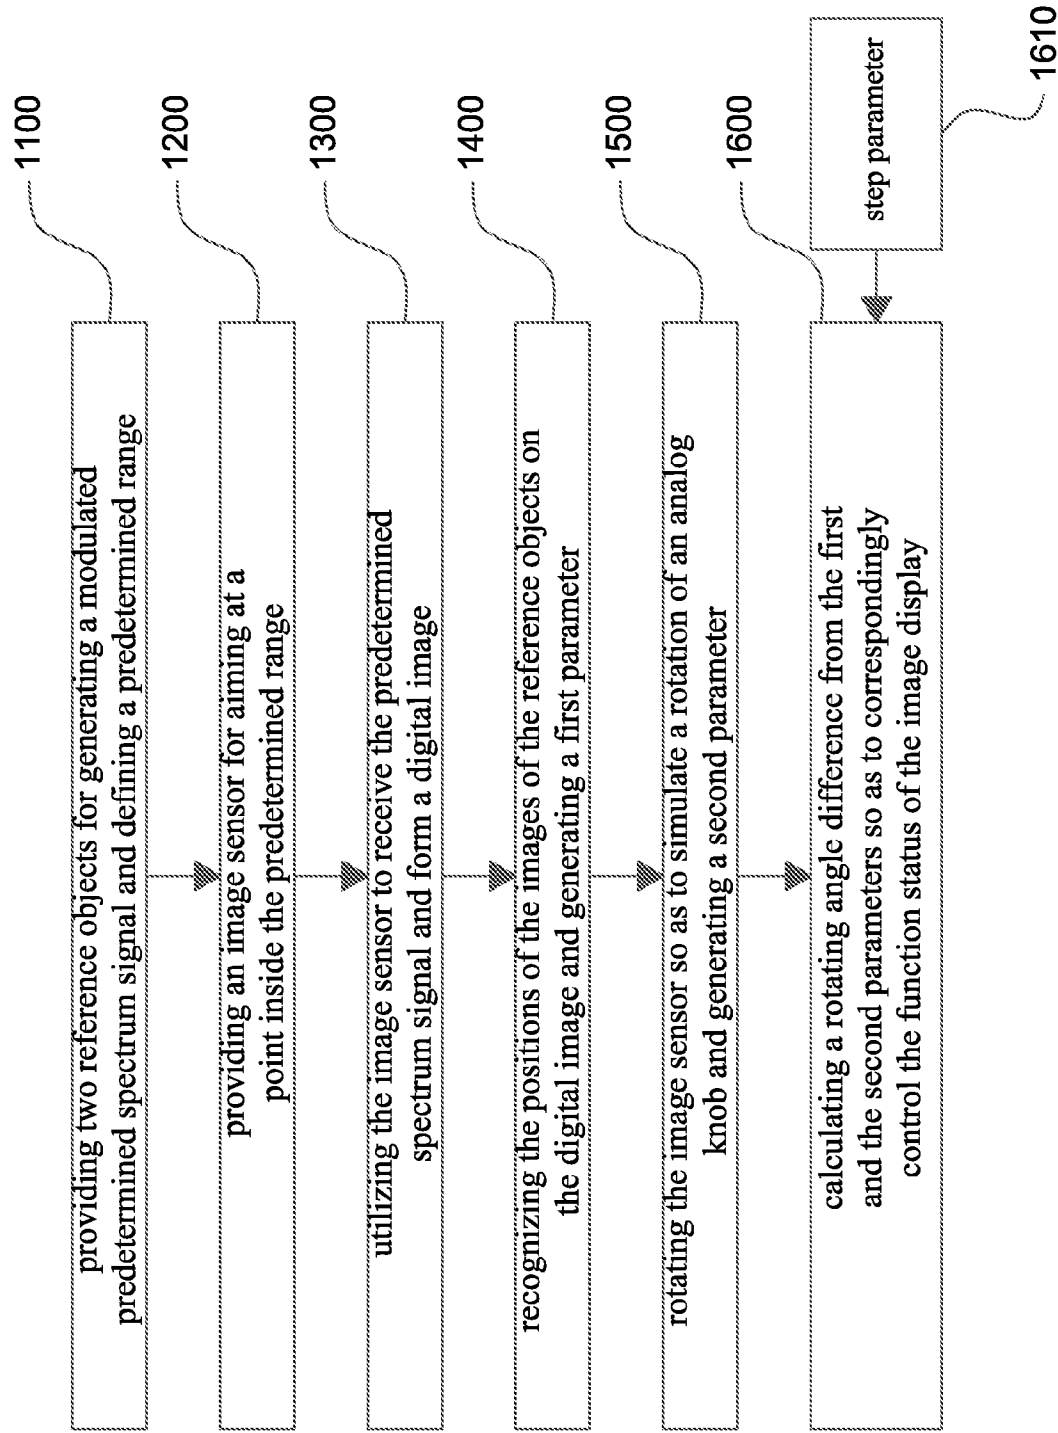 providing two reference objects for generating a modulated
predetermined spectrum signal and defining a predetermined range
1100
providing an image sensor for aiming at a
point inside the predetermined range
1200
utilizing the image sensor to receive the predetermined
spectrum signal and form a digital image
1300
recognizing the positions of the images of the reference objects on
the digital image and generating a first parameter
1400
rotating the image sensor so as to simulate a rotation of an analog
knob and generating a second parameter
1500
calculating a rotating angle difference from the first
and the second parameters so as to correspondingly
control the function status of the image display
1600
step parameter
1610